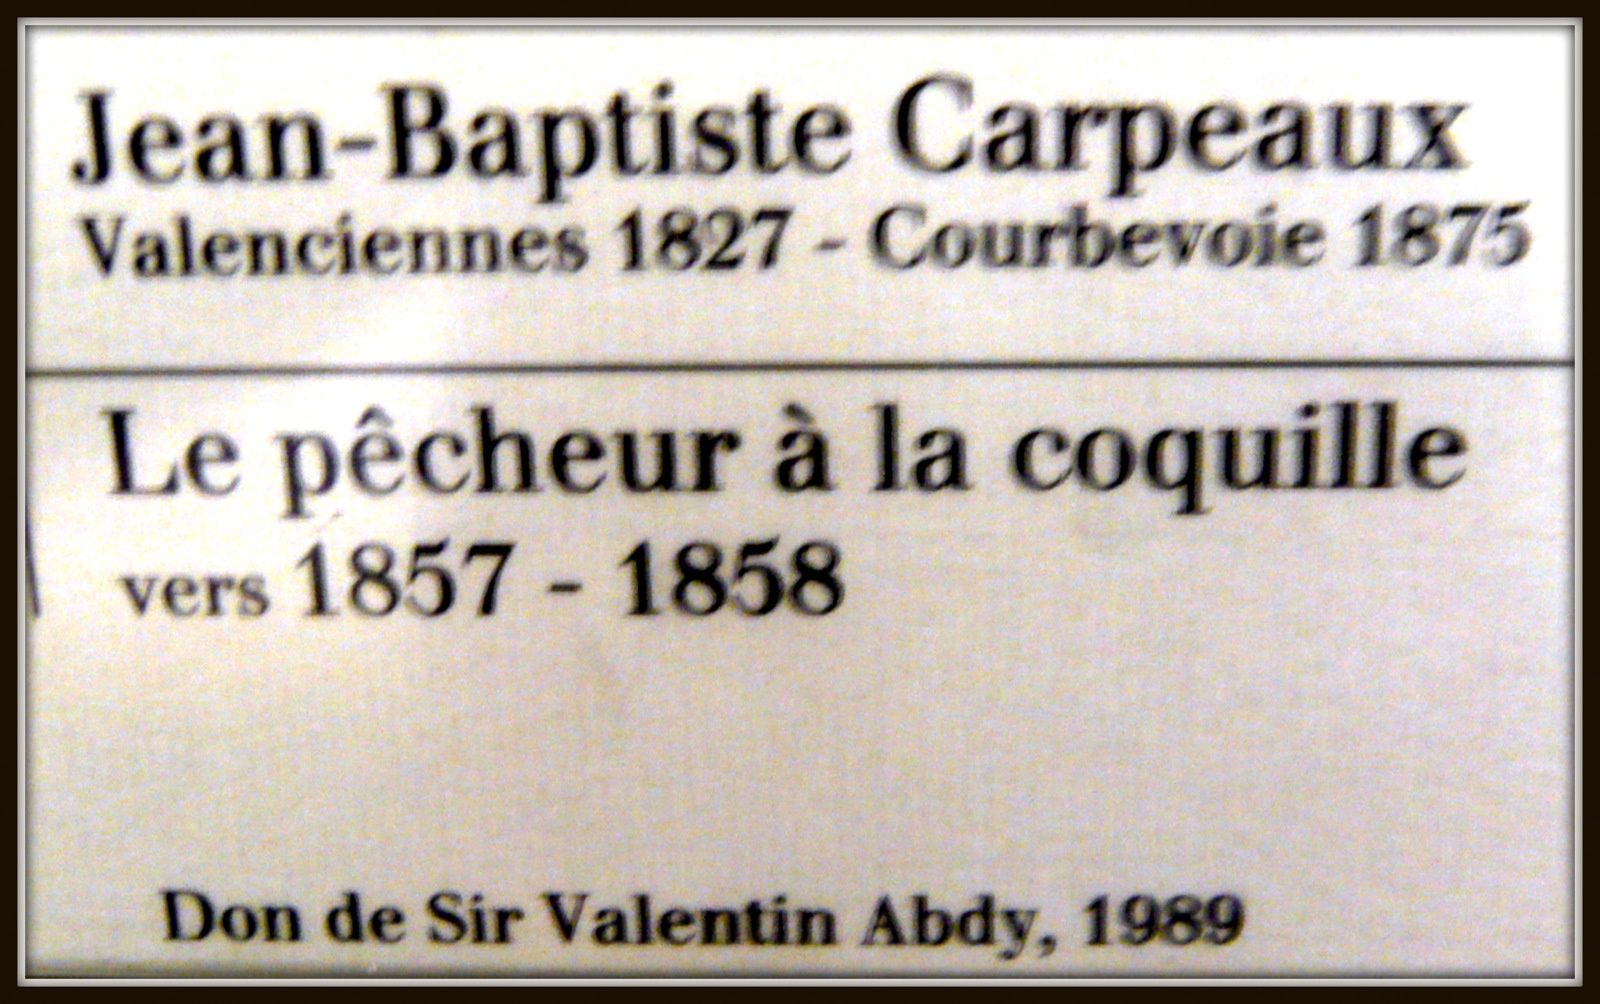 Jean-Baptiste Carpeaux
Valenciennes 1827 - Courbevoie 1875
Le pêcheur à la coquille
vers 1857 - 1858
Don de Sir Valentin Abdy, 1989